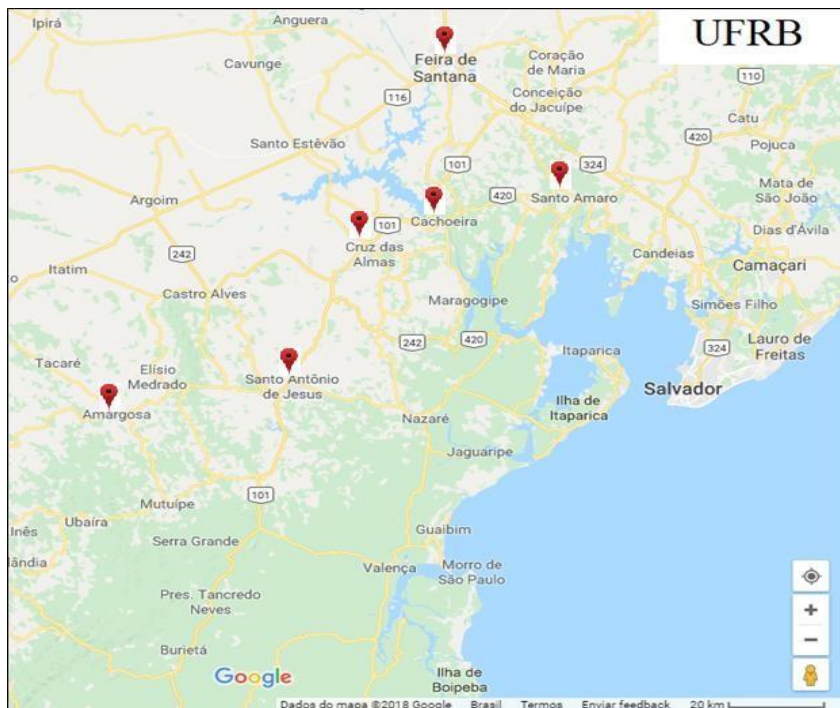 UFRB
Ipirá
Anguera
Cavunge
Feira de
Santana
Coração
de Maria
110
116
Conceição
do Jacuípe
Catu
420
Pojuca
Santo Estêvão
101
324
Argoim
420
Santo Amaro
Mata de
São João
Cachoeira
101
Cruz das
Almas
Dias d'Ávila
242
Candeias
Camaçari
Itatim
Castro Alves
Maragogipe
Simões Filho
242
420
Itaparica
324
Lauro de
Freitas
Tacaré
Elísio
Medrado
Santo Antônio
de Jesus
Salvador
Amargosa
Nazaré
Ilha de
Itaparica
Jaguaripe
101
Mutuípe
Ubaíra
Inês
Guaibim
Serra Grande
lândia
Valença
Morro de
São Paulo
Pres. Tancredo
Neves
Burietá
Google
Ilha de
Boipeba
Dados do mapa ©2018 Google Brasil Termos Enviar feedback 20 km